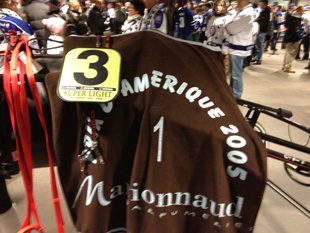 3
SUPER LIGHT
AMERIQUE 2005
1
Marionnaud
PARFUMERIE